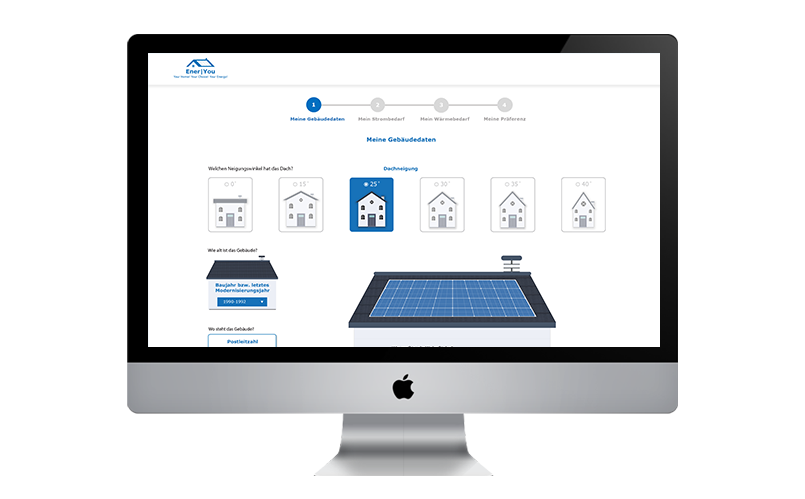 Ener|You
Your Home! Your Choice! Your Energy!
1 2 3 4
Meine Gebäudedaten Mein Strombedarf Mein Wärmebedarf Meine Präferenz
Meine Gebäudedaten
Welchen Neigungswinkel hat das Dach?
Dachneigung
0° 15° 25° 30° 35° 40°
Wie alt ist das Gebäude?
Baujahr bzw. letztes
Modernisierungsjahr
1990-1992
Wo steht das Gebäude?
Postleitzahl